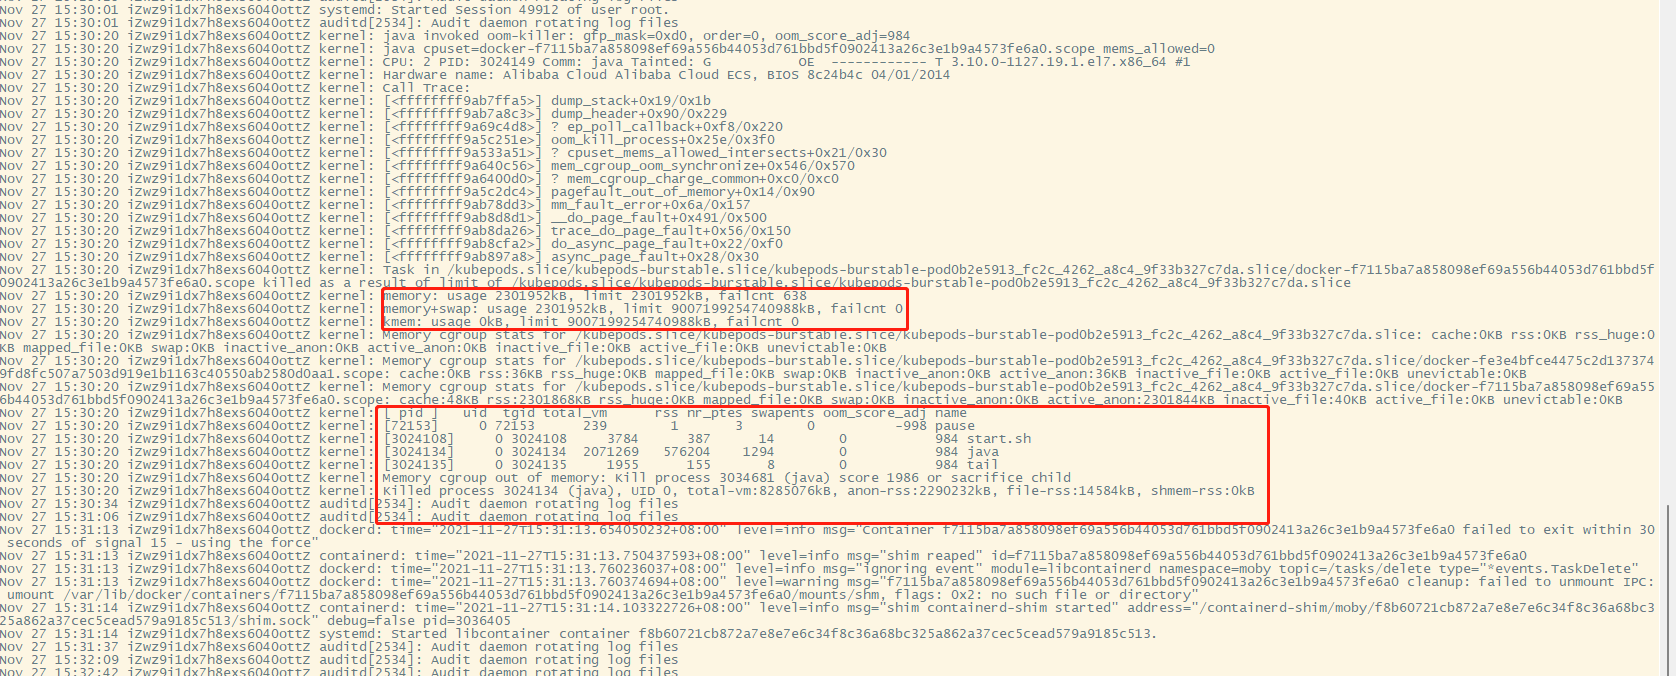 Nov 27 15:30:01 iZwz9i1dx7h8exs6040ottZ systemd: Started Session 49912 of user root.
Nov 27 15:30:01 iZwz9i1dx7h8exs6040ottZ auditd[2534]: Audit daemon rotating log files
Nov 27 15:30:20 iZwz9i1dx7h8exs6040ottZ kernel: java invoked oom-killer: gfp_mask=0xd0, order=0, oom_score_adj=984
Nov 27 15:30:20 iZwz9i1dx7h8exs6040ottZ kernel: java cpuset=docker-f7115ba7a858098ef69a556b44053d761bbd5f0902413a26c3e1b9a4573fe6a0.scope mems_allowed=0
Nov 27 15:30:20 iZwz9i1dx7h8exs6040ottZ kernel: CPU: 2 PID: 3024149 Comm: java Tainted: G           OE  ------------ T 3.10.0-1127.19.1.el7.x86_64 #1
Nov 27 15:30:20 iZwz9i1dx7h8exs6040ottZ kernel: Hardware name: Alibaba Cloud Alibaba Cloud ECS, BIOS 8c24b4c 04/01/2014
Nov 27 15:30:20 iZwz9i1dx7h8exs6040ottZ kernel: Call Trace:
Nov 27 15:30:20 iZwz9i1dx7h8exs6040ottZ kernel: [<ffffffff9ab7ffa5>] dump_stack+0x19/0x1b
Nov 27 15:30:20 iZwz9i1dx7h8exs6040ottZ kernel: [<ffffffff9ab7a8c3>] dump_header+0x90/0x229
Nov 27 15:30:20 iZwz9i1dx7h8exs6040ottZ kernel: [<ffffffff9a69c4d8>] ? ep_poll_callback+0xf8/0x220
Nov 27 15:30:20 iZwz9i1dx7h8exs6040ottZ kernel: [<ffffffff9a5c251e>] oom_kill_process+0x25e/0x3f0
Nov 27 15:30:20 iZwz9i1dx7h8exs6040ottZ kernel: [<ffffffff9a533a51>] ? cpuset_mems_allowed_intersects+0x21/0x30
Nov 27 15:30:20 iZwz9i1dx7h8exs6040ottZ kernel: [<ffffffff9a640c56>] mem_cgroup_oom_synchronize+0x546/0x570
Nov 27 15:30:20 iZwz9i1dx7h8exs6040ottZ kernel: [<ffffffff9a6400d0>] ? mem_cgroup_charge_common+0xc0/0xc0
Nov 27 15:30:20 iZwz9i1dx7h8exs6040ottZ kernel: [<ffffffff9a5c2dc4>] pagefault_out_of_memory+0x14/0x90
Nov 27 15:30:20 iZwz9i1dx7h8exs6040ottZ kernel: [<ffffffff9ab78dd3>] mm_fault_error+0x6a/0x157
Nov 27 15:30:20 iZwz9i1dx7h8exs6040ottZ kernel: [<ffffffff9ab8d8d1>] __do_page_fault+0x491/0x500
Nov 27 15:30:20 iZwz9i1dx7h8exs6040ottZ kernel: [<ffffffff9ab8da26>] trace_do_page_fault+0x56/0x150
Nov 27 15:30:20 iZwz9i1dx7h8exs6040ottZ kernel: [<ffffffff9ab8cfa2>] do_async_page_fault+0x22/0xf0
Nov 27 15:30:20 iZwz9i1dx7h8exs6040ottZ kernel: [<ffffffff9ab897a8>] async_page_fault+0x28/0x30
Nov 27 15:30:20 iZwz9i1dx7h8exs6040ottZ kernel: Task in /kubepods.slice/kubepods-burstable.slice/kubepods-burstable-pod0b2e5913_fc2c_4262_a8c4_9f33b327c7da.slice/docker-f7115ba7a858098ef69a556b44053d761bbd5f
0902413a26c3e1b9a4573fe6a0.scope killed as a result of limit of /kubepods.slice/kubepods-burstable.slice/kubepods-burstable-pod0b2e5913_fc2c_4262_a8c4_9f33b327c7da.slice
Nov 27 15:30:20 iZwz9i1dx7h8exs6040ottZ kernel: memory: usage 2301952kB, limit 2301952kB, failcnt 638
Nov 27 15:30:20 iZwz9i1dx7h8exs6040ottZ kernel: memory+swap: usage 2301952kB, limit 9007199254740988kB, failcnt 0
Nov 27 15:30:20 iZwz9i1dx7h8exs6040ottZ kernel: kmem: usage 0kB, limit 9007199254740988kB, failcnt 0
Nov 27 15:30:20 iZwz9i1dx7h8exs6040ottZ kernel: Memory cgroup stats for /kubepods.slice/kubepods-burstable.slice/kubepods-burstable-pod0b2e5913_fc2c_4262_a8c4_9f33b327c7da.slice: cache:0KB rss:0KB rss_huge:0
KB mapped_file:0KB swap:0KB inactive_anon:0KB active_anon:0KB inactive_file:0KB active_file:0KB unevictable:0KB
Nov 27 15:30:20 iZwz9i1dx7h8exs6040ottZ kernel: Memory cgroup stats for /kubepods.slice/kubepods-burstable.slice/kubepods-burstable-pod0b2e5913_fc2c_4262_a8c4_9f33b327c7da.slice/docker-fe3e4bfce4475c2d137374
9fd8fc507a7503d919e1b1163c40550ab2580d0aa1.scope: cache:0KB rss:36KB rss_huge:0KB mapped_file:0KB swap:0KB inactive_anon:0KB active_anon:36KB inactive_file:0KB active_file:0KB unevictable:0KB
Nov 27 15:30:20 iZwz9i1dx7h8exs6040ottZ kernel: Memory cgroup stats for /kubepods.slice/kubepods-burstable.slice/kubepods-burstable-pod0b2e5913_fc2c_4262_a8c4_9f33b327c7da.slice/docker-f7115ba7a858098ef69a55
6b44053d761bbd5f0902413a26c3e1b9a4573fe6a0.scope: cache:48KB rss:2301868KB rss_huge:0KB mapped_file:0KB swap:0KB inactive_anon:0KB active_anon:2301844KB inactive_file:40KB active_file:0KB unevictable:0KB
Nov 27 15:30:20 iZwz9i1dx7h8exs6040ottZ kernel: [ pid ]   uid  tgid total_vm      rss nr_ptes swapents oom_score_adj name
Nov 27 15:30:20 iZwz9i1dx7h8exs6040ottZ kernel: [72153]     0 72153      239        1       3        0          -998 pause
Nov 27 15:30:20 iZwz9i1dx7h8exs6040ottZ kernel: [3024108]     0 3024108     3784      387      14        0           984 start.sh
Nov 27 15:30:20 iZwz9i1dx7h8exs6040ottZ kernel: [3024134]     0 3024134  2071269   576204    1294        0           984 java
Nov 27 15:30:20 iZwz9i1dx7h8exs6040ottZ kernel: [3024135]     0 3024135     1955      155       8        0           984 tail
Nov 27 15:30:20 iZwz9i1dx7h8exs6040ottZ kernel: Memory cgroup out of memory: Kill process 3034681 (java) score 1986 or sacrifice child
Nov 27 15:30:20 iZwz9i1dx7h8exs6040ottZ kernel: Killed process 3024134 (java), UID 0, total-vm:8285076kB, anon-rss:2290232kB, file-rss:14584kB, shmem-rss:0kB
Nov 27 15:30:34 iZwz9i1dx7h8exs6040ottZ auditd[2534]: Audit daemon rotating log files
Nov 27 15:31:06 iZwz9i1dx7h8exs6040ottZ auditd[2534]: Audit daemon rotating log files
Nov 27 15:31:13 iZwz9i1dx7h8exs6040ottZ dockerd: time="2021-11-27T15:31:13.654050232+08:00" level=info msg="Container f7115ba7a858098ef69a556b44053d761bbd5f0902413a26c3e1b9a4573fe6a0 failed to exit within 30
seconds of signal 15 - using the force"
Nov 27 15:31:13 iZwz9i1dx7h8exs6040ottZ containerd: time="2021-11-27T15:31:13.750437593+08:00" level=info msg="shim reaped" id=f7115ba7a858098ef69a556b44053d761bbd5f0902413a26c3e1b9a4573fe6a0
Nov 27 15:31:13 iZwz9i1dx7h8exs6040ottZ dockerd: time="2021-11-27T15:31:13.760236037+08:00" level=info msg="ignoring event" module=libcontainerd namespace=moby topic=/tasks/delete type="*events.TaskDelete"
Nov 27 15:31:13 iZwz9i1dx7h8exs6040ottZ dockerd: time="2021-11-27T15:31:13.760374694+08:00" level=warning msg="f7115ba7a858098ef69a556b44053d761bbd5f0902413a26c3e1b9a4573fe6a0 cleanup: failed to unmount IPC:
umount /var/lib/docker/containers/f7115ba7a858098ef69a556b44053d761bbd5f0902413a26c3e1b9a4573fe6a0/mounts/shm, flags: 0x2: no such file or directory"
Nov 27 15:31:14 iZwz9i1dx7h8exs6040ottZ containerd: time="2021-11-27T15:31:14.103322726+08:00" level=info msg="shim containerd-shim started" address="/containerd-shim/moby/f8b60721cb872a7e8e7e6c34f8c36a68bc3
25a862a37cec5cead579a9185c513/shim.sock" debug=false pid=3036405
Nov 27 15:31:14 iZwz9i1dx7h8exs6040ottZ systemd: Started libcontainer container f8b60721cb872a7e8e7e6c34f8c36a68bc325a862a37cec5cead579a9185c513.
Nov 27 15:31:37 iZwz9i1dx7h8exs6040ottZ auditd[2534]: Audit daemon rotating log files
Nov 27 15:32:09 iZwz9i1dx7h8exs6040ottZ auditd[2534]: Audit daemon rotating log files
Nov 27 15:32:42 iZwz9i1dx7h8exs6040ottZ auditd[2534]: Audit daemon rotating log files